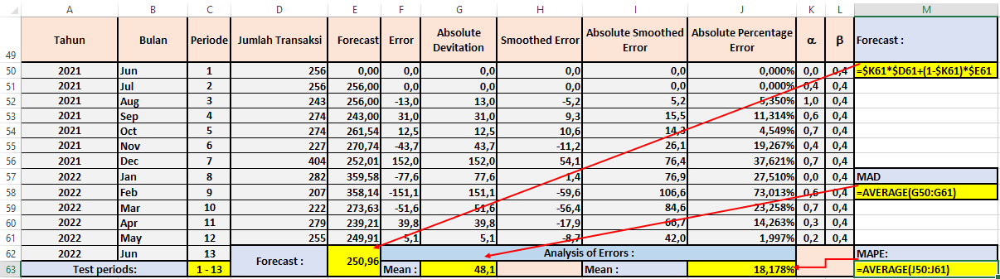 A B C D E F G H I J K L M
49 Tahun Bulan Periode Jumlah Transaksi Forecast Error Absolute Devitation Smoothed Error Absolute Smoothed Error Absolute Percentage Error α β Forecast :
50 2021 Jun 1 256 0,00 0,0 0,0 0,0 0,0 0,000% 0,0 0,4 =$K61*$D61+(1-$K61)*$E61
51 2021 Jul 2 256 256,00 0,0 0,0 0,0 0,0 0,000% 0,4 0,4
52 2021 Aug 3 243 256,00 -13,0 13,0 -5,2 5,2 5,350% 1,0 0,4
53 2021 Sep 4 274 243,00 31,0 31,0 9,3 15,5 11,314% 0,6 0,4
54 2021 Oct 5 274 261,54 12,5 12,5 10,6 14,3 4,549% 0,7 0,4
55 2021 Nov 6 227 270,74 -43,7 43,7 -11,2 26,1 19,267% 0,4 0,4
56 2021 Dec 7 404 252,01 152,0 152,0 54,1 76,4 37,621% 0,7 0,4
57 2022 Jan 8 282 359,58 -77,6 77,6 1,4 76,9 27,510% 0,0 0,4 MAD
58 2022 Feb 9 207 358,14 -151,1 151,1 -59,6 106,6 73,013% 0,6 0,4 =AVERAGE(G50:G61)
59 2022 Mar 10 222 273,63 -51,6 51,6 -56,4 84,6 23,258% 0,7 0,4
60 2022 Apr 11 279 239,21 39,8 39,8 -17,9 66,7 14,263% 0,3 0,4
61 2022 May 12 255 249,91 5,1 5,1 -8,7 42,0 1,997% 0,2 0,4
62 2022 Jun 13 Forecast : 250,96 Analysis of Errors : MAPE:
63 Test periods: 1 - 13 Mean : 48,1 Mean : 18,178% =AVERAGE(J50:J61)